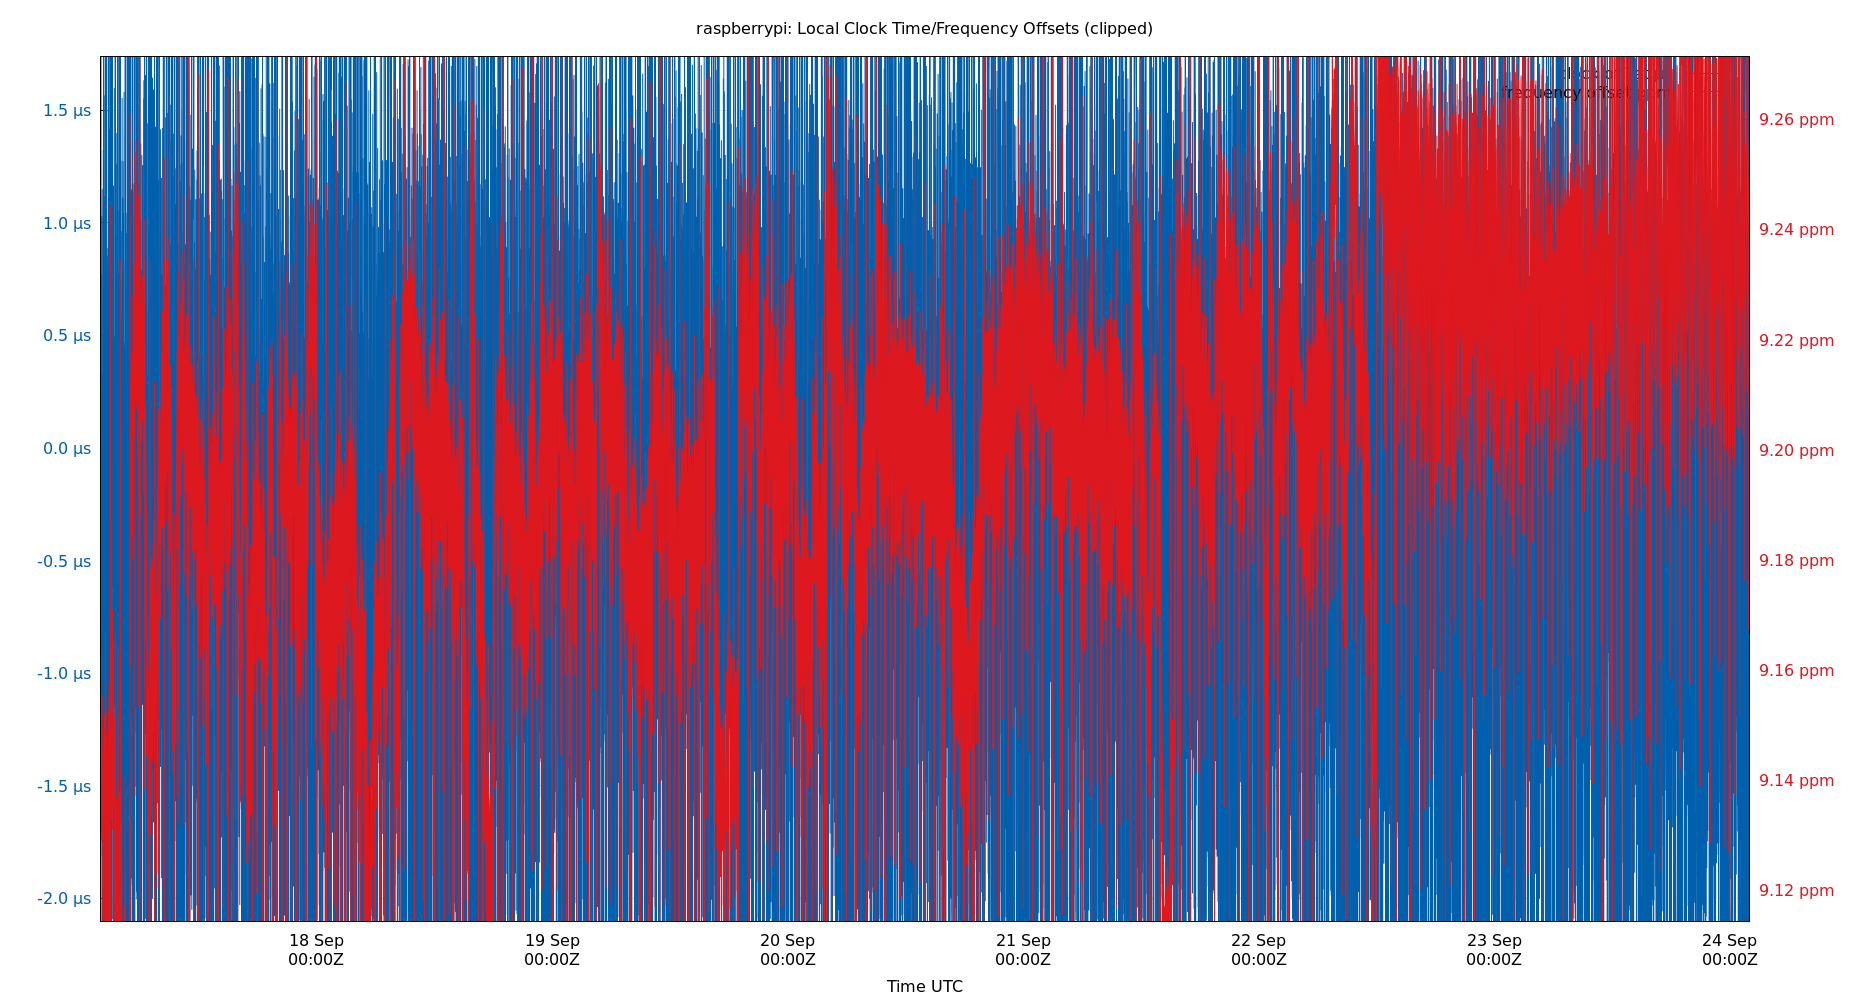 raspberrypi: Local Clock Time/Frequency Offsets (clipped)
frequency offset ppm
1.5 µs
1.0 µs
0.5 µs
0.0 µs
-0.5 µs
-1.0 µs
-1.5 µs
-2.0 µs
9.26 ppm
9.24 ppm
9.22 ppm
9.20 ppm
9.18 ppm
9.16 ppm
9.14 ppm
9.12 ppm
18 Sep
00:00Z
19 Sep
00:00Z
20 Sep
00:00Z
21 Sep
00:00Z
22 Sep
00:00Z
23 Sep
00:00Z
24 Sep
00:00Z
Time UTC